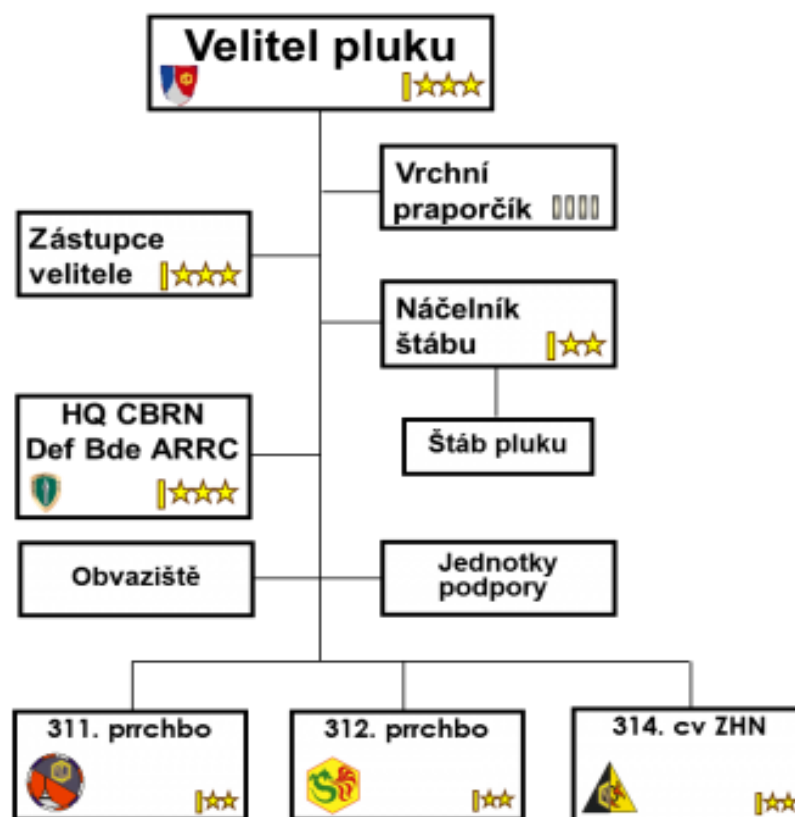 Velitel pluku
Vrchní
praporčík
Zástupce
velitele
Náčelník
štábu
HQ CBRN
Def Bde ARRC
Štáb pluku
Obvaziště
Jednotky
podpory
311. prrchbo
312. prrchbo
314. cv ZHN